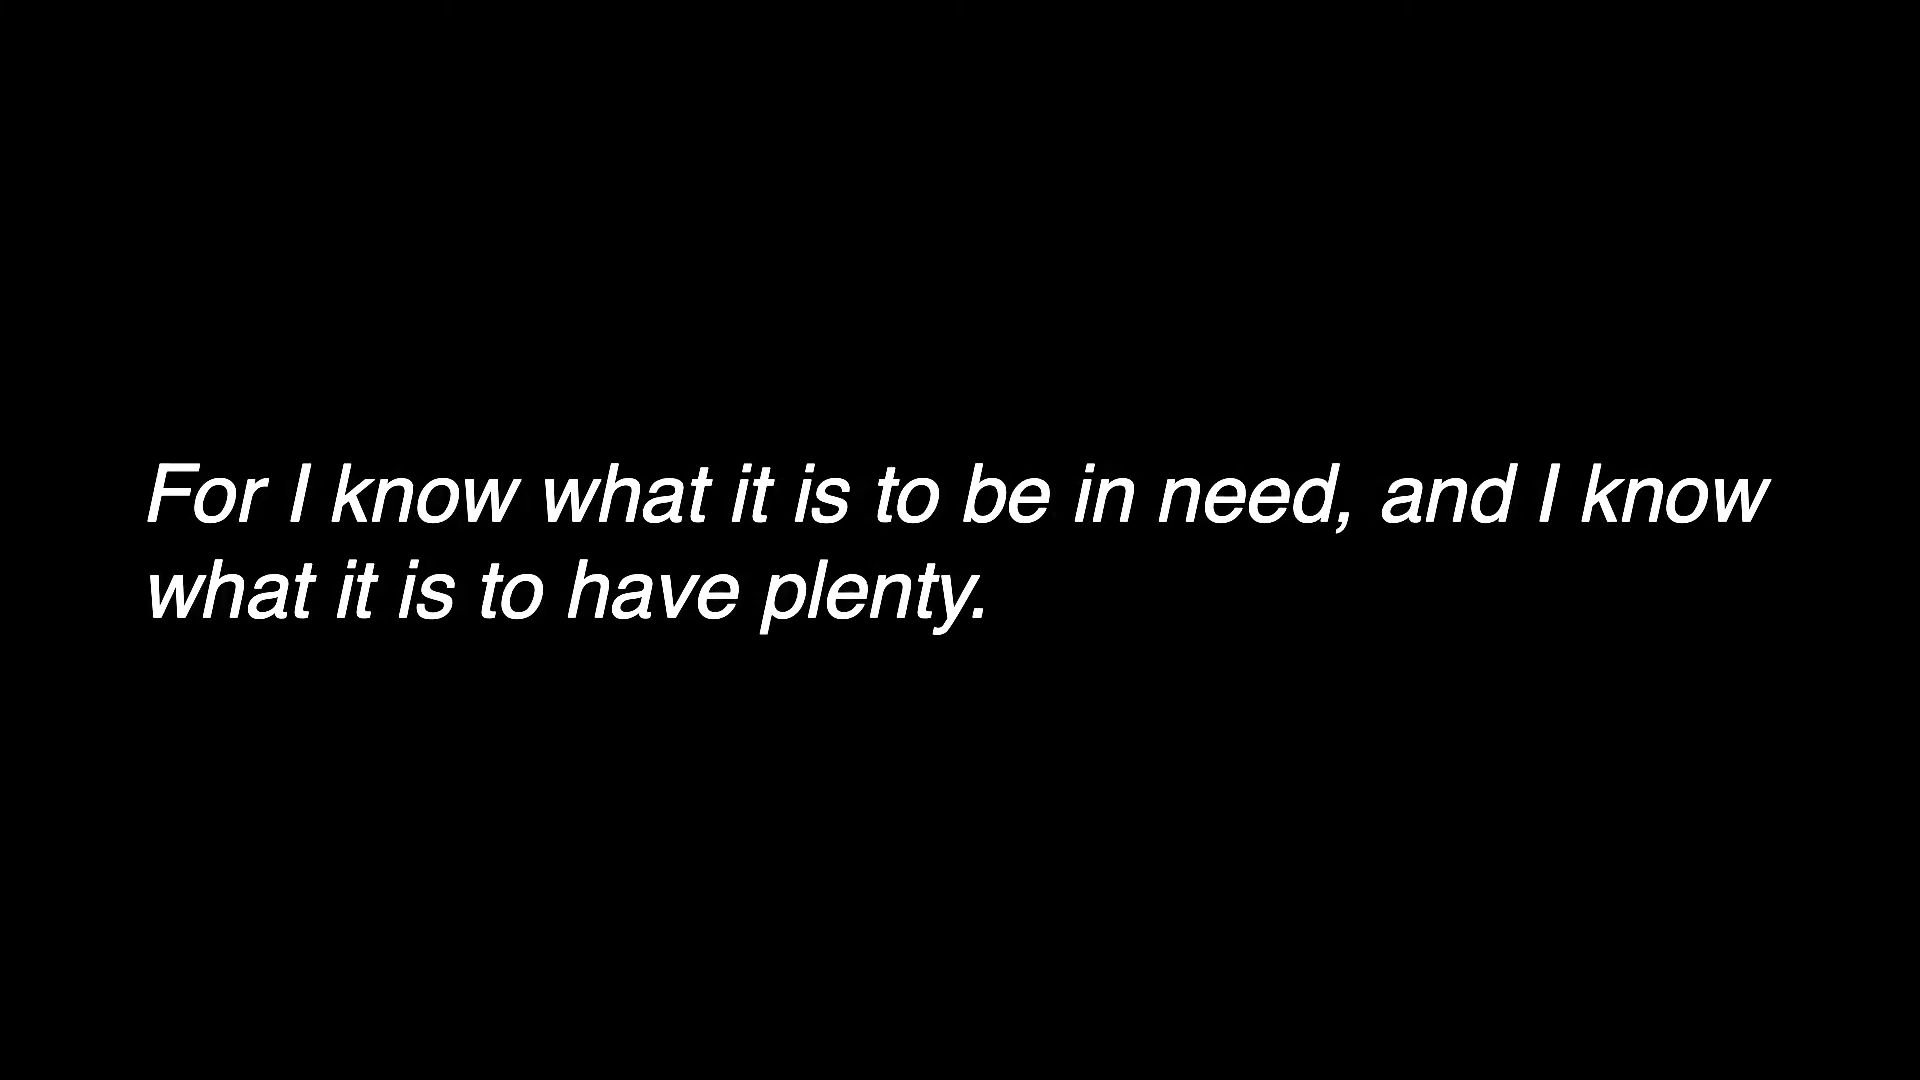 For I know what it is to be in need, and I know
what it is to have plenty.